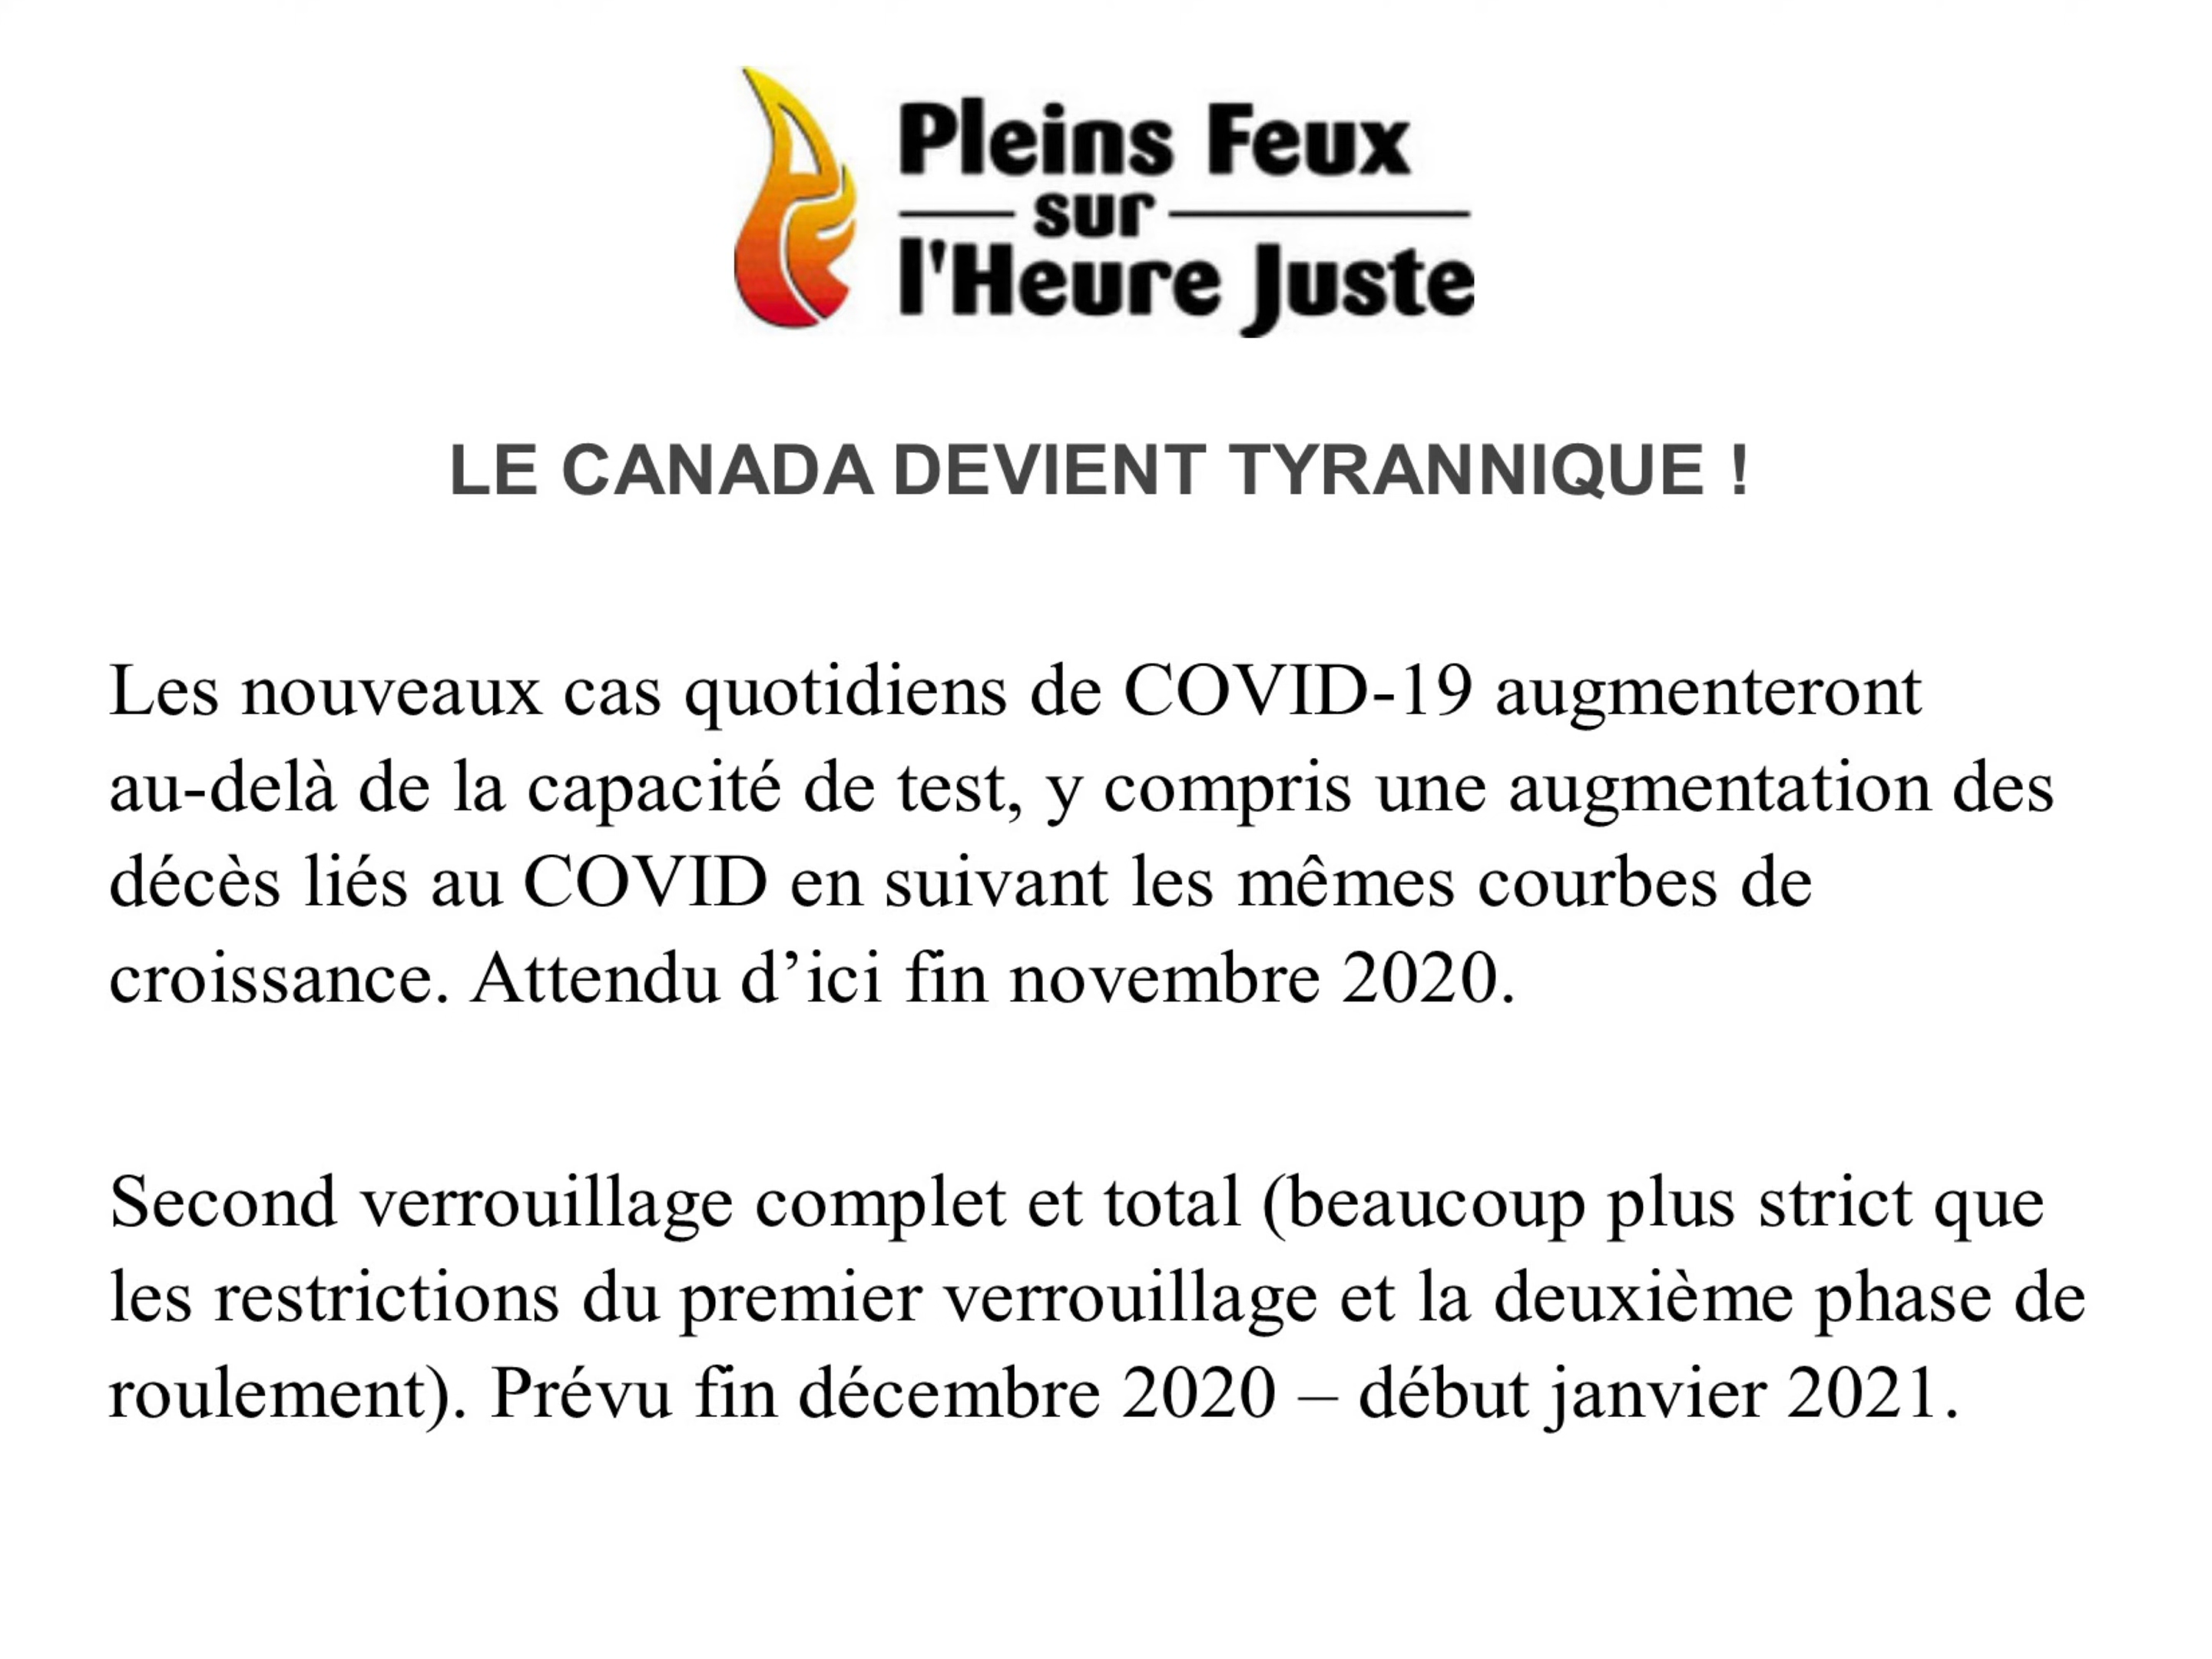 Pleins Feux
sur
l'Heure Juste
LE CANADA DEVIENT TYRANNIQUE !
Les nouveaux cas quotidiens de COVID-19 augmenteront
au-delà de la capacité de test, y compris une augmentation des
décès liés au COVID en suivant les mêmes courbes de
croissance. Attendu d’ici fin novembre 2020.
Second verrouillage complet et total (beaucoup plus strict que
les restrictions du premier verrouillage et la deuxième phase de
roulement). Prévu fin décembre 2020 – début janvier 2021.